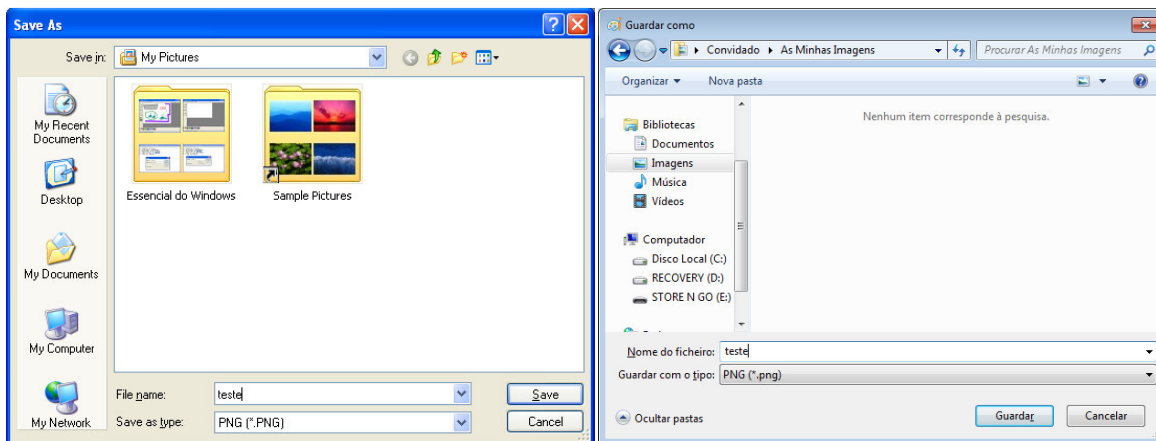 Save As
Save in: My Pictures
My Recent
Documents
Desktop
My Documents
My Computer
My Network
Essencial do Windows
Sample Pictures
File name: teste
Save as type: PNG (*.PNG)
Save
Cancel
Guardar como
Convidado
As Minhas Imagens
Procurar As Minhas Imagens
Organizar
Nova pasta
Bibliotecas
Documentos
Imagens
Música
Vídeos
Computador
Disco Local (C:)
RECOVERY (D:)
STORE N GO (E:)
Nenhum item corresponde à pesquisa.
Nome do ficheiro: teste
Guardar com o tipo: PNG (*.png)
Ocultar pastas
Guardar
Cancelar